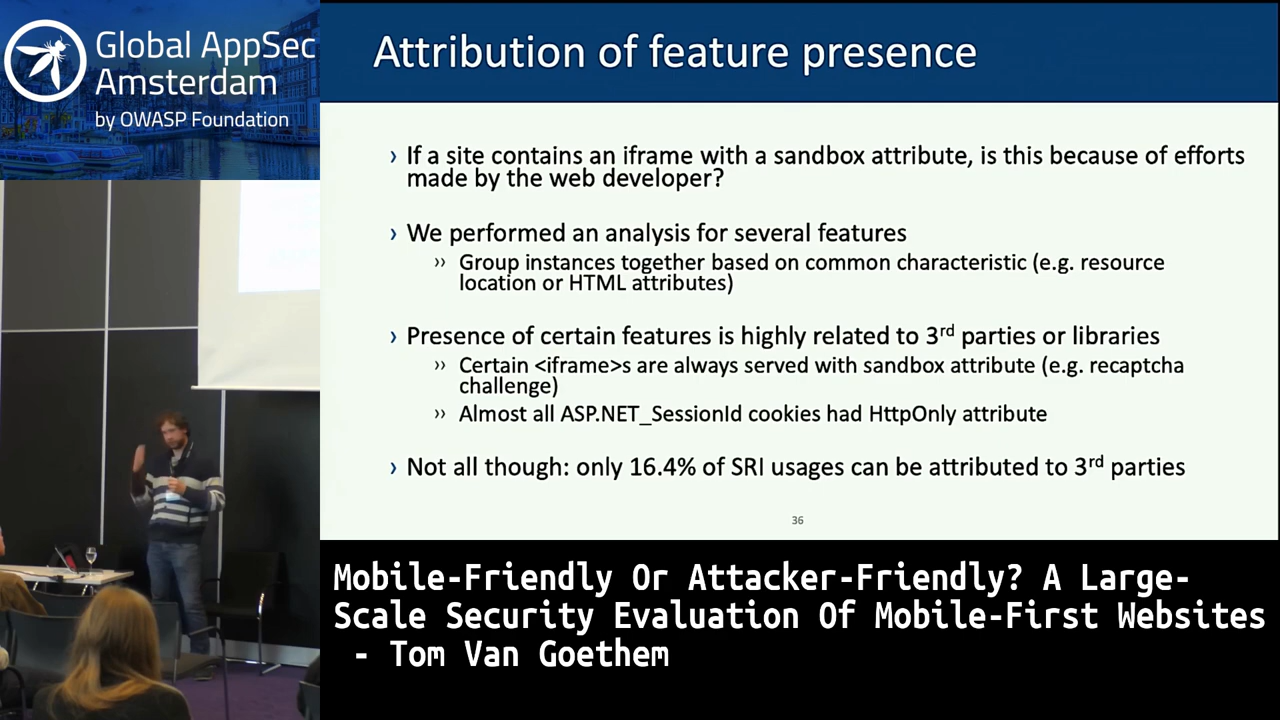 Global AppSec
Amsterdam
by OWASP Foundation
Attribution of feature presence
› If a site contains an iframe with a sandbox attribute, is this because of efforts
made by the web developer?
› We performed an analysis for several features
›› Group instances together based on common characteristic (e.g. resource
location or HTML attributes)
› Presence of certain features is highly related to 3rd parties or libraries
›› Certain <iframe>s are always served with sandbox attribute (e.g. recaptcha
challenge)
›› Almost all ASP.NET_SessionId cookies had HttpOnly attribute
› Not all though: only 16.4% of SRI usages can be attributed to 3rd parties
36
Mobile-Friendly Or Attacker-Friendly? A Large-
Scale Security Evaluation Of Mobile-First Websites
- Tom Van Goethem